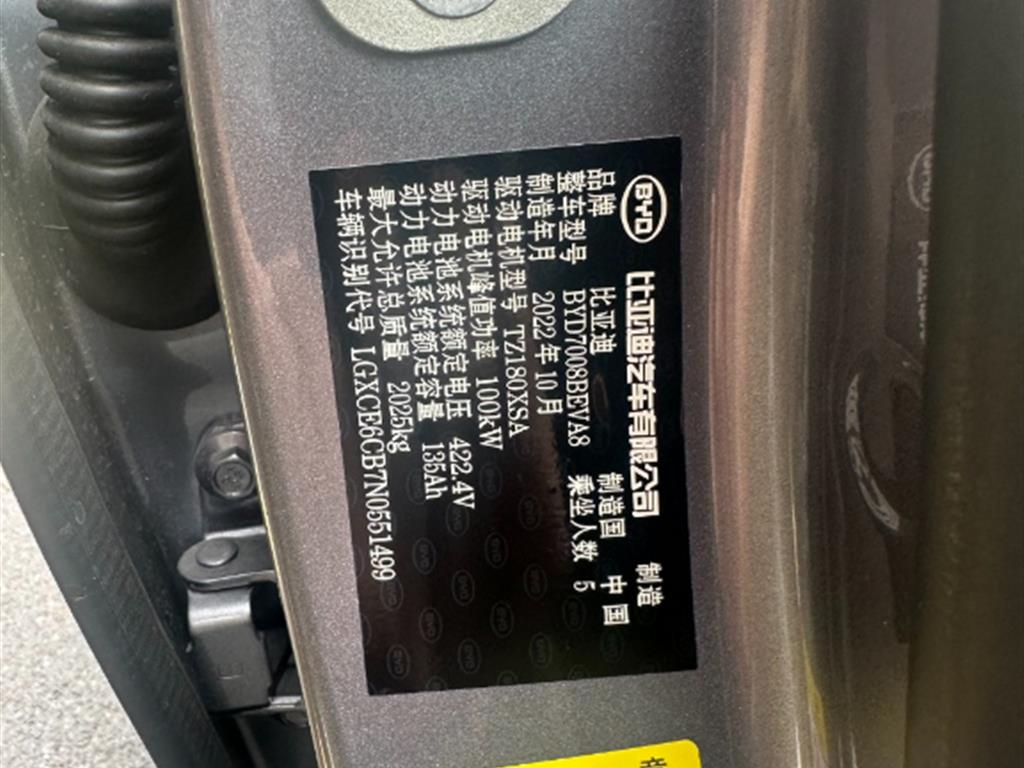 BYD 比亚迪汽车有限公司 制造
品牌 比亚迪 制造国 中国
整车型号 BYD7008BEVA8 乘坐人数 5
制造年月 2022年10月
驱动电机型号 TZ180XSA
驱动电机峰值功率 100kW
动力电池系统额定电压 422.4V
动力电池系统额定容量 135Ah
最大允许总质量 2025kg
车辆识别代号 LGXCE6CB7N0551499